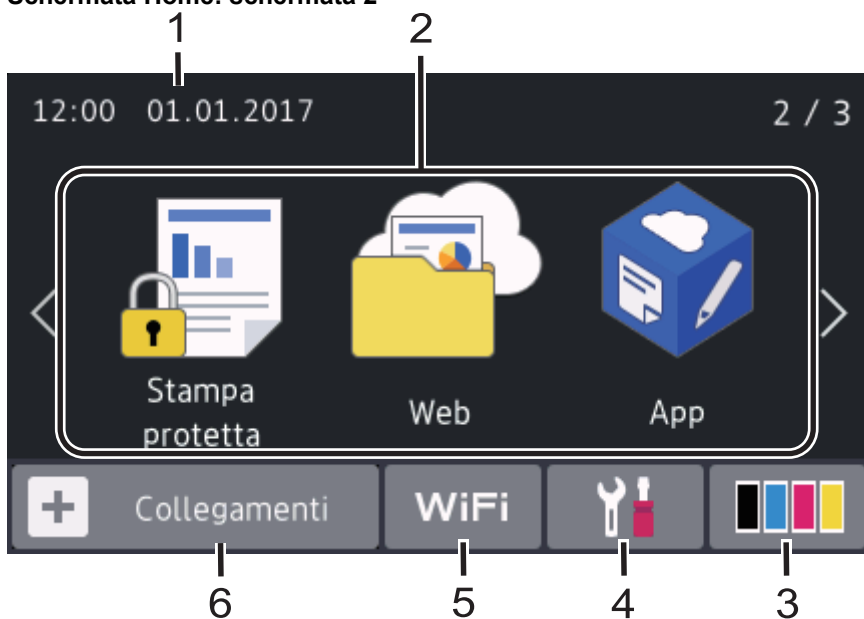 Schermata Home: schermata 2
1 2
12:00 01.01.2017 2 / 3
Stampa
protetta
Web
App
Collegamenti WiFi
6 5 4 3